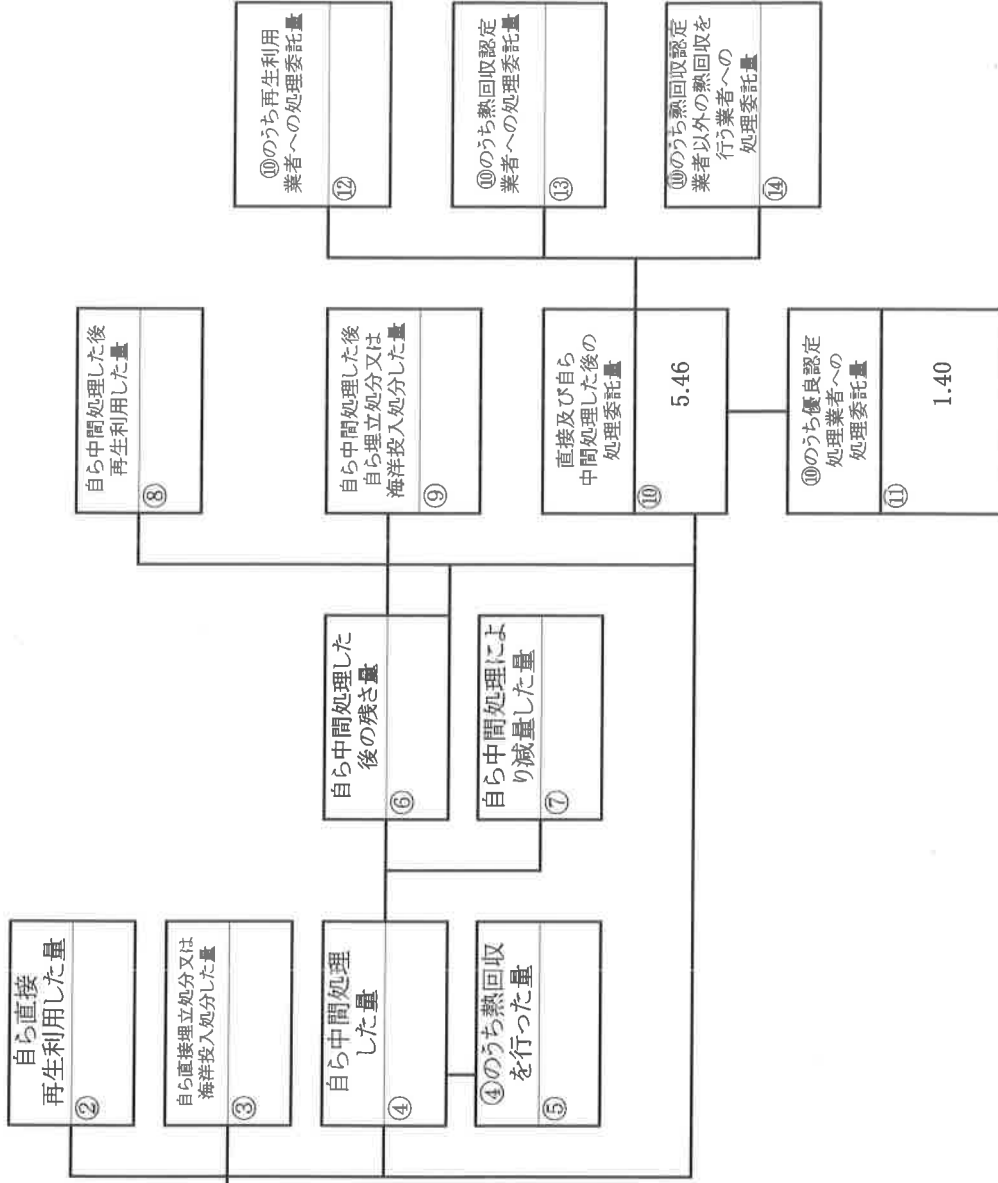 自ら直接
再生利用した量
②
自ら直接埋立処分又は
海洋投入処分した量
③
自ら中間処理
した量
④
④のうち熱回収
を行った量
⑤
自ら中間処理した
後の残さ量
⑥
自ら中間処理によ
り減量した量
⑦
自ら中間処理した後
再生利用した量
⑧
自ら中間処理した後
自ら埋立処分又は
海洋投入処分した量
⑨
直接及び自ら
中間処理した後の
処理委託量
⑩
5.46
⑩のうち優良認定
処理業者への
処理委託量
⑪
1.40
⑩のうち再生利用
業者への処理委託量
⑫
⑩のうち熱回収認定
業者への処理委託量
⑬
⑩のうち熱回収認定
業者以外の熱回収を
行う業者への
処理委託量
⑭